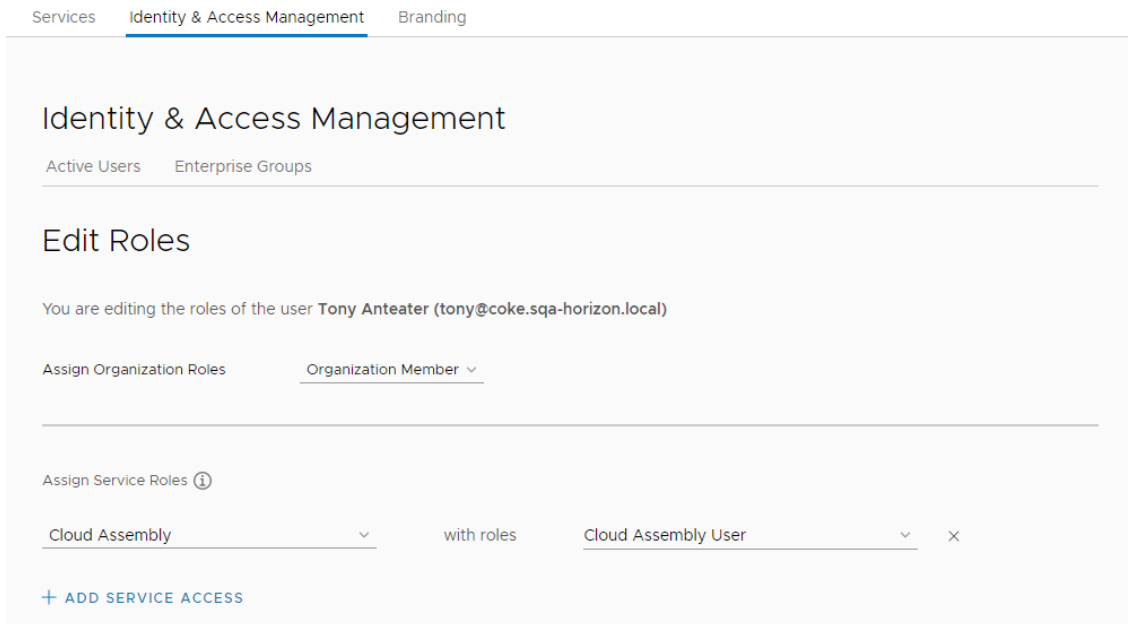 Services Identity & Access Management Branding
Identity & Access Management
Active Users Enterprise Groups
Edit Roles
You are editing the roles of the user Tony Anteater (tony@coke.sqa-horizon.local)
Assign Organization Roles Organization Member
Assign Service Roles
Cloud Assembly with roles Cloud Assembly User
+ ADD SERVICE ACCESS